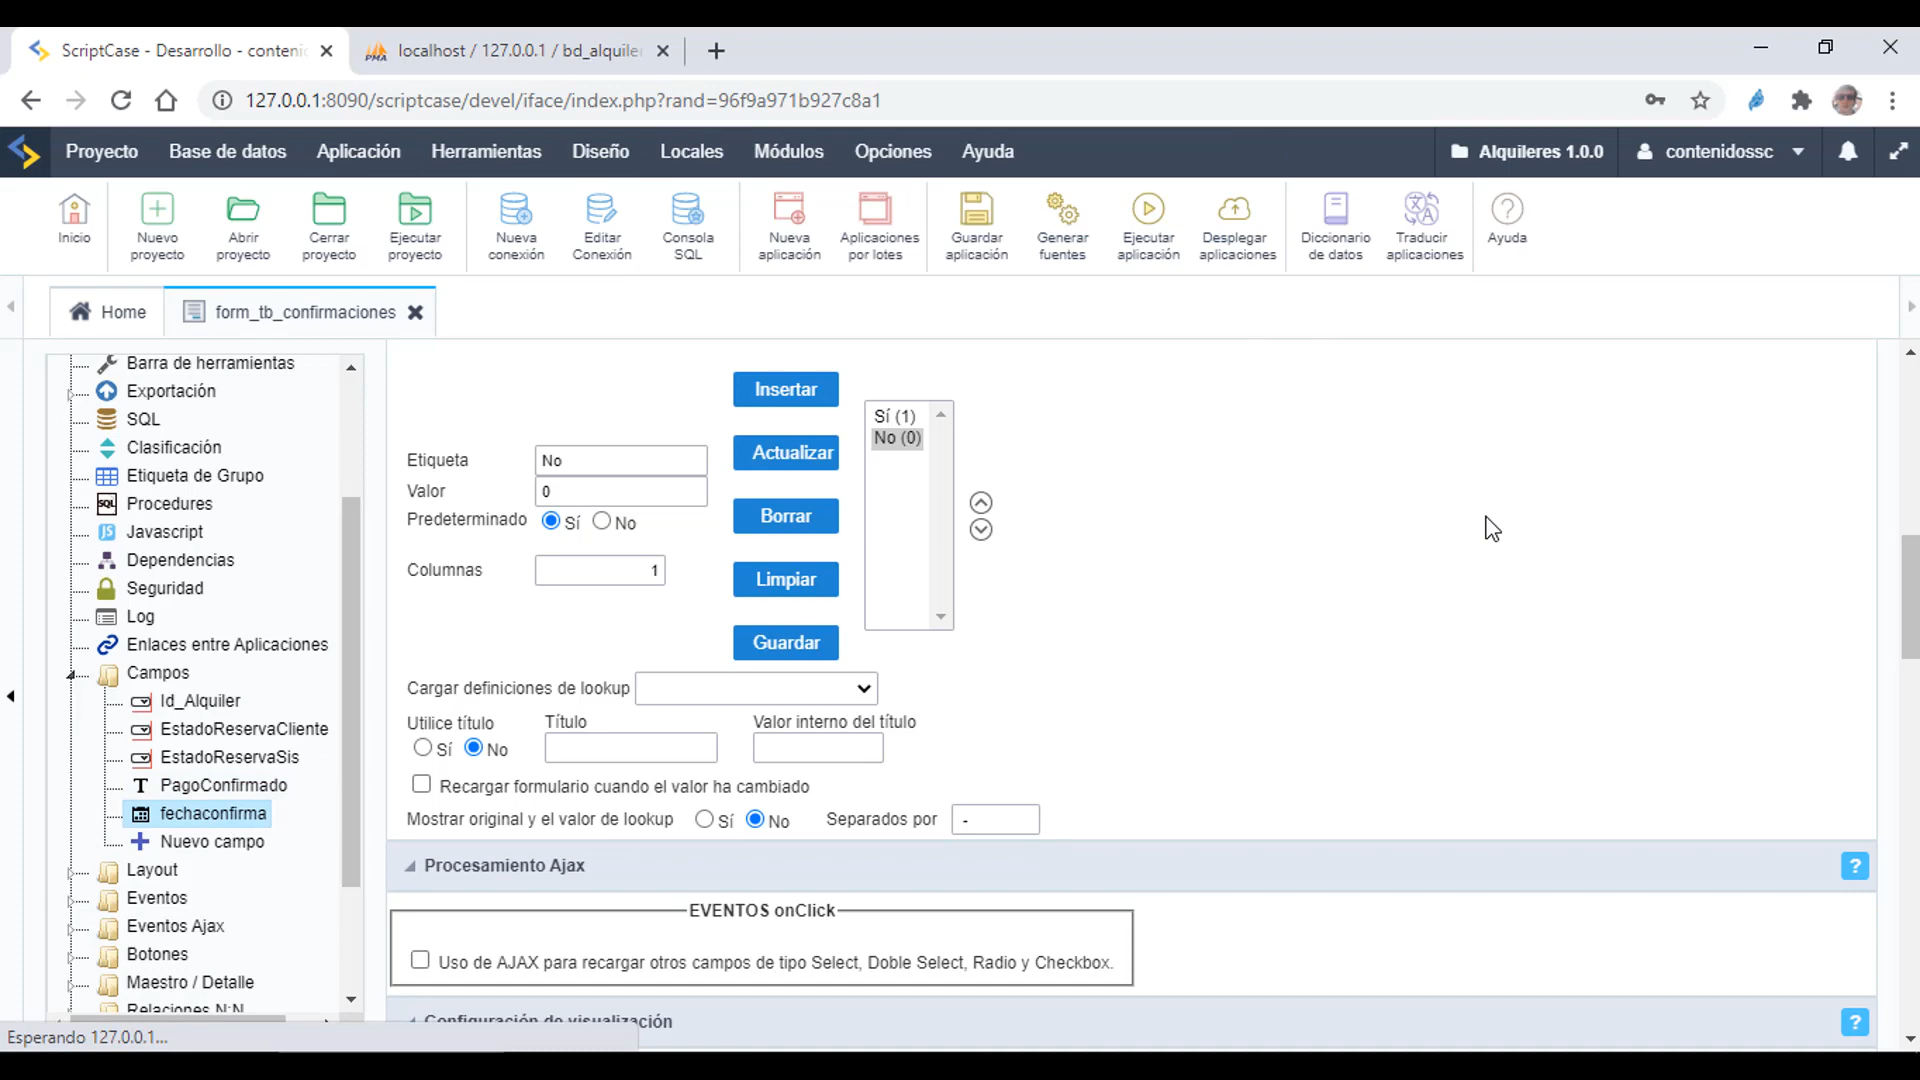 ScriptCase - Desarrollo - conteni
localhost / 127.0.0.1 / bd_alquile
127.0.0.1:8090/scriptcase/devel/iface/index.php?rand=96f9a971b927c8a1
Proyecto
Base de datos
Aplicación
Herramientas
Diseño
Locales
Módulos
Opciones
Ayuda
Alquileres 1.0.0
contenidossc
Inicio
Nuevo proyecto
Abrir proyecto
Cerrar proyecto
Ejecutar proyecto
Nueva conexión
Editar Conexión
Consola SQL
Nueva aplicación
Aplicaciones por lotes
Guardar aplicación
Generar fuentes
Ejecutar aplicación
Desplegar aplicaciones
Diccionario de datos
Traducir aplicaciones
Ayuda
Home
form_tb_confirmaciones
Barra de herramientas
Exportación
SQL
Clasificación
Etiqueta de Grupo
Procedures
Javascript
Dependencias
Seguridad
Log
Enlaces entre Aplicaciones
Campos
Id_Alquiler
EstadoReservaCliente
EstadoReservaSis
PagoConfirmado
fechaconfirma
Nuevo campo
Layout
Eventos
Eventos Ajax
Botones
Maestro / Detalle
Relaciones N:N
Esperando 127.0.0.1...
Etiqueta No
Valor 0
Predeterminado Sí No
Columnas 1
Insertar
Actualizar
Borrar
Limpiar
Guardar
Sí (1)
No (0)
Cargar definiciones de lookup
Utilice título Título Valor interno del título
Sí No
Recargar formulario cuando el valor ha cambiado
Mostrar original y el valor de lookup Sí No Separados por -
Procesamiento Ajax ?
EVENTOS onClick
Uso de AJAX para recargar otros campos de tipo Select, Doble Select, Radio y Checkbox.
Configuración de visualización ?